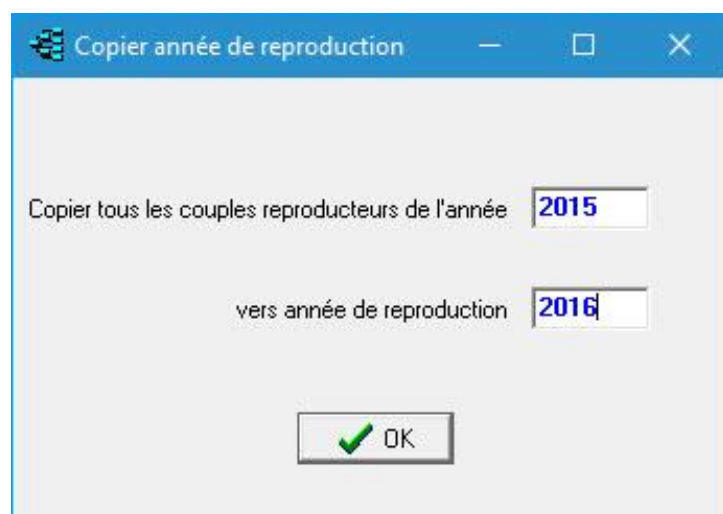 Copier année de reproduction
Copier tous les couples reproducteurs de l'année 2015
vers année de reproduction 2016
OK